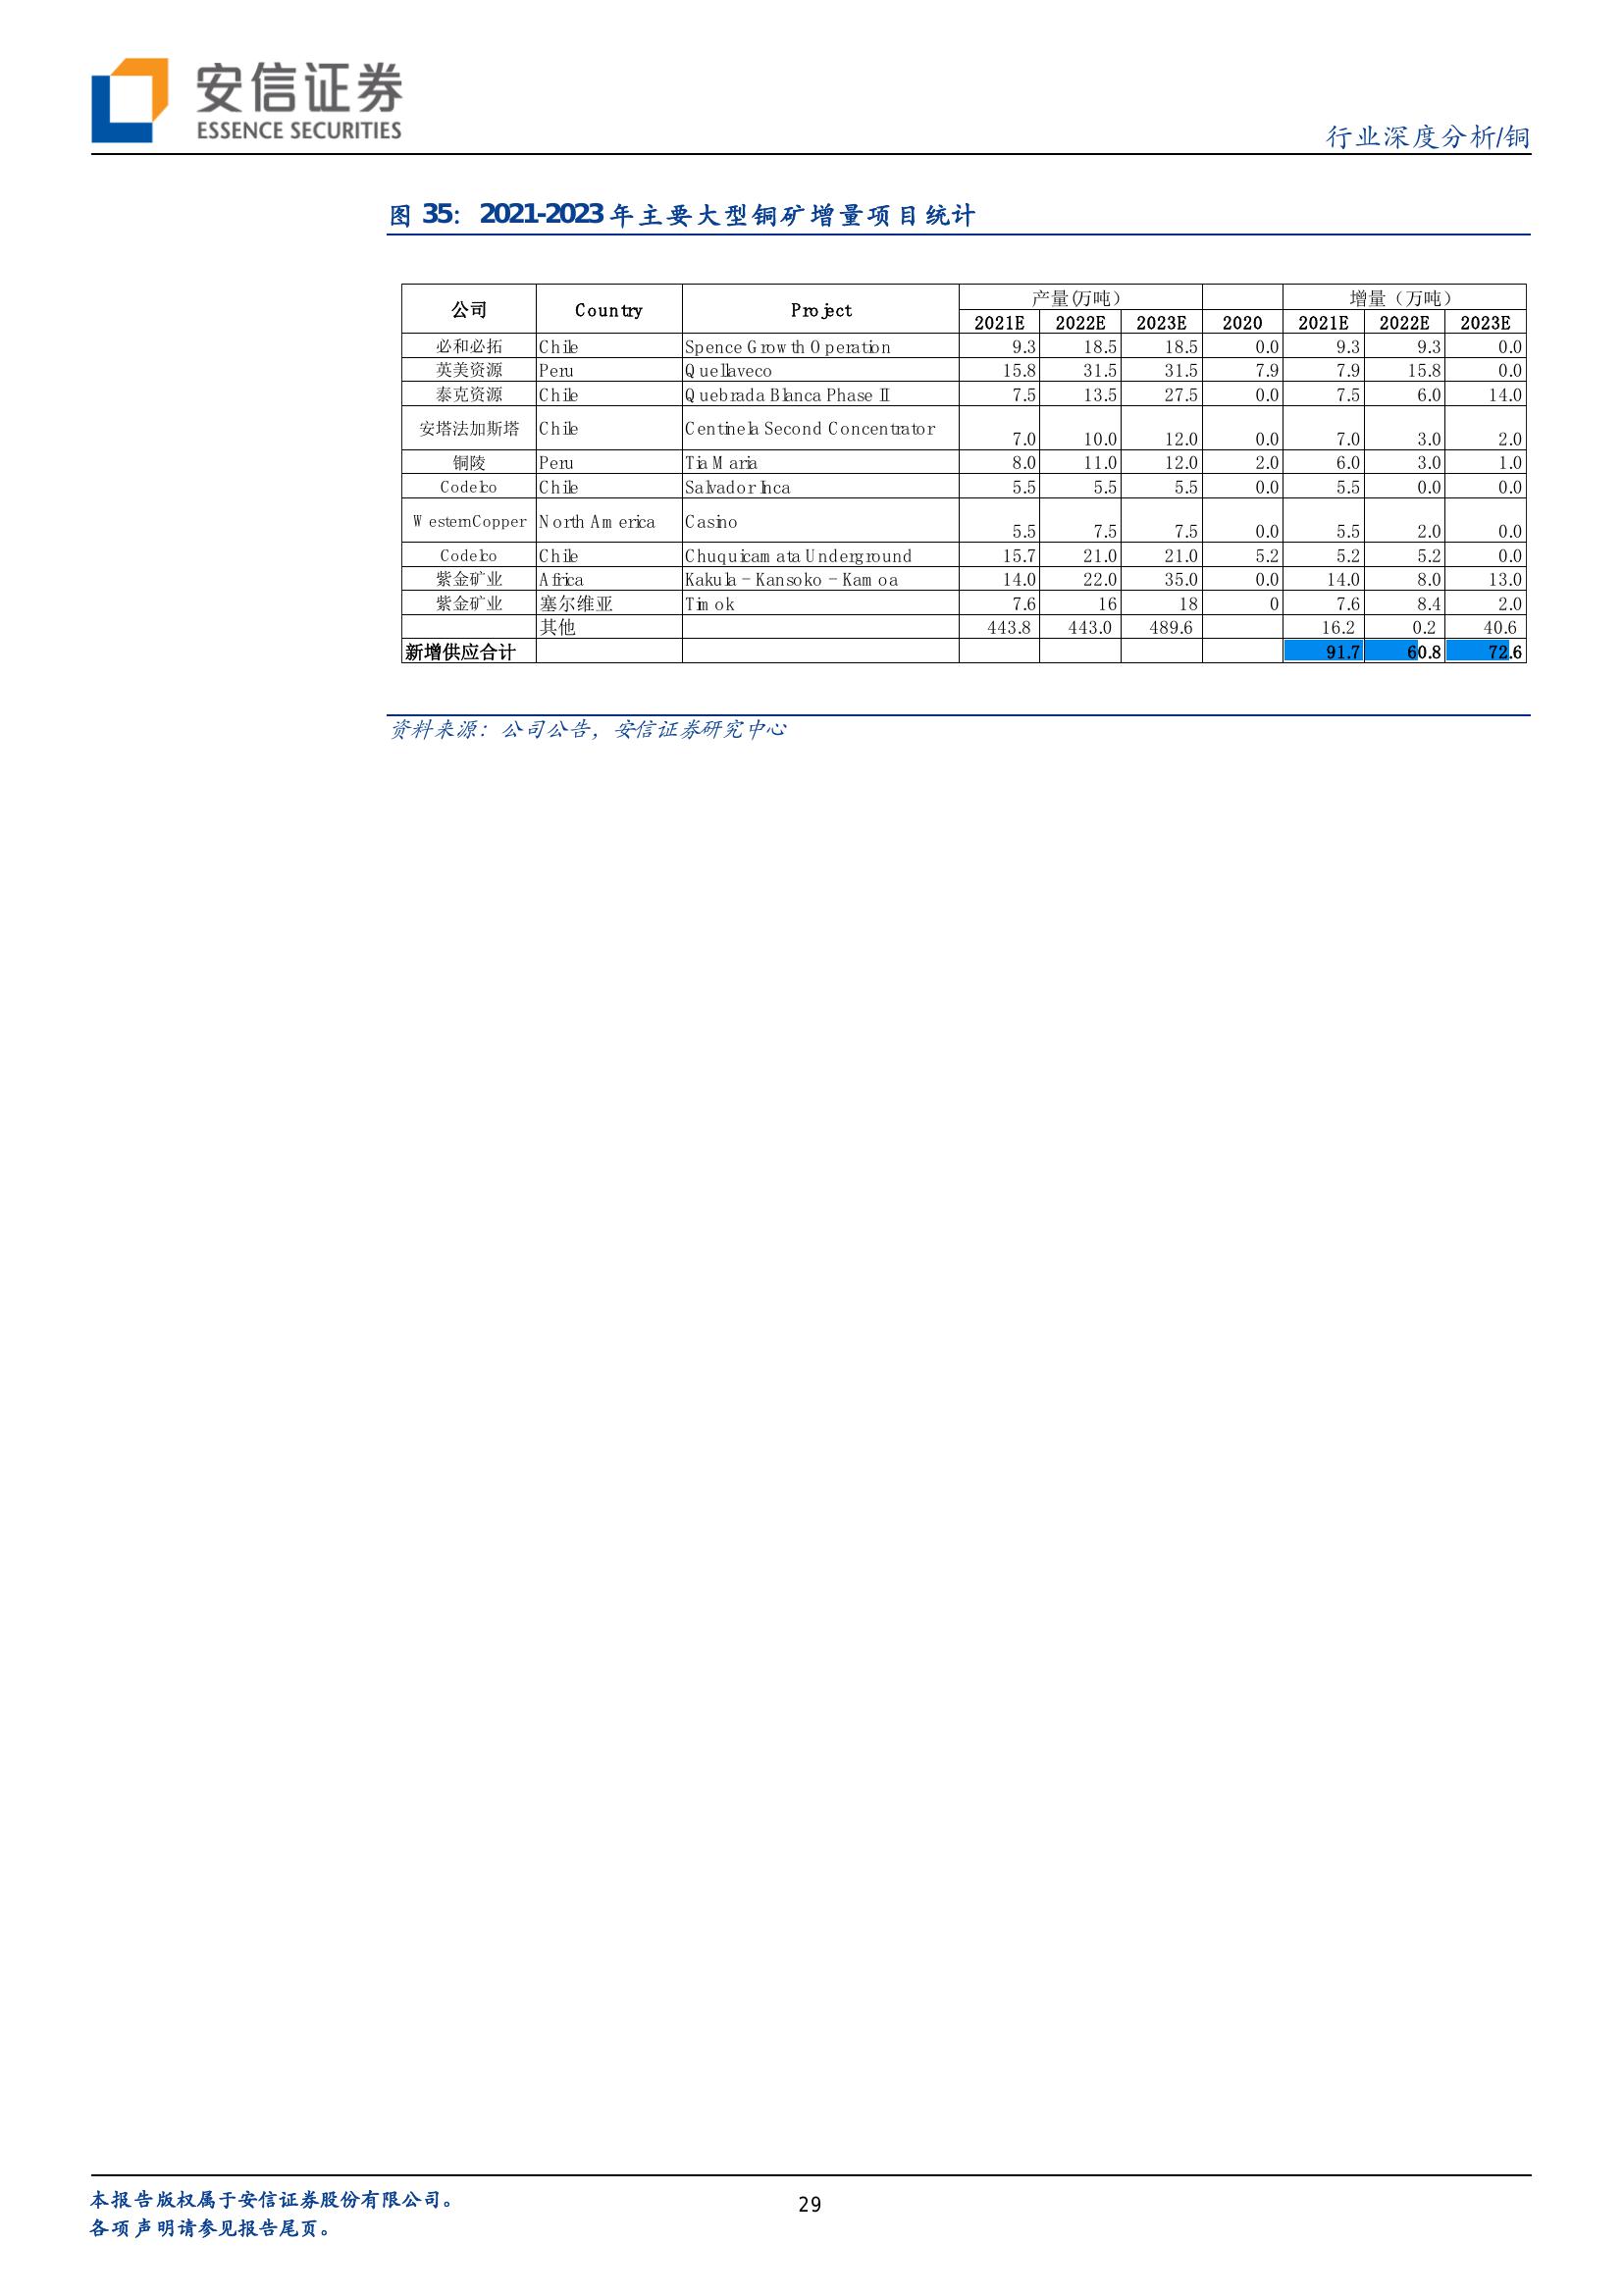 安信证券
ESSENCE SECURITIES
行业深度分析/铜
图 35： 2021-2023 年主要大型铜矿增量项目统计
公司 Country Project 产量(万吨） 增量（万吨）
2021E 2022E 2023E 2020 2021E 2022E 2023E
必和必拓 Chile Spence Growth Operation 9.3 18.5 18.5 0.0 9.3 9.3 0.0
英美资源 Peru Quellaveco 15.8 31.5 31.5 7.9 7.9 15.8 0.0
泰克资源 Chile Quebrada Blanca Phase II 7.5 13.5 27.5 0.0 7.5 6.0 14.0
安塔法加斯塔 Chile Centinela Second Concentrator 7.0 10.0 12.0 0.0 7.0 3.0 2.0
铜陵 Peru Tia Maria 8.0 11.0 12.0 2.0 6.0 3.0 1.0
Codelco Chile Salvador Inca 5.5 5.5 5.5 0.0 5.5 0.0 0.0
Western Copper North America Casino 5.5 7.5 7.5 0.0 5.5 2.0 0.0
Codelco Chile Chuquicamata Underground 15.7 21.0 21.0 5.2 5.2 5.2 0.0
紫金矿业 Africa Kakula－Kansoko－Kamoa 14.0 22.0 35.0 0.0 14.0 8.0 13.0
紫金矿业 塞尔维亚 Timok 7.6 16 18 0 7.6 8.4 2.0
其他 443.8 443.0 489.6 16.2 0.2 40.6
新增供应合计 91.7 60.8 72.6
资料来源：公司公告，安信证券研究中心
本报告版权属于安信证券股份有限公司。
29
各项声明请参见报告尾页。